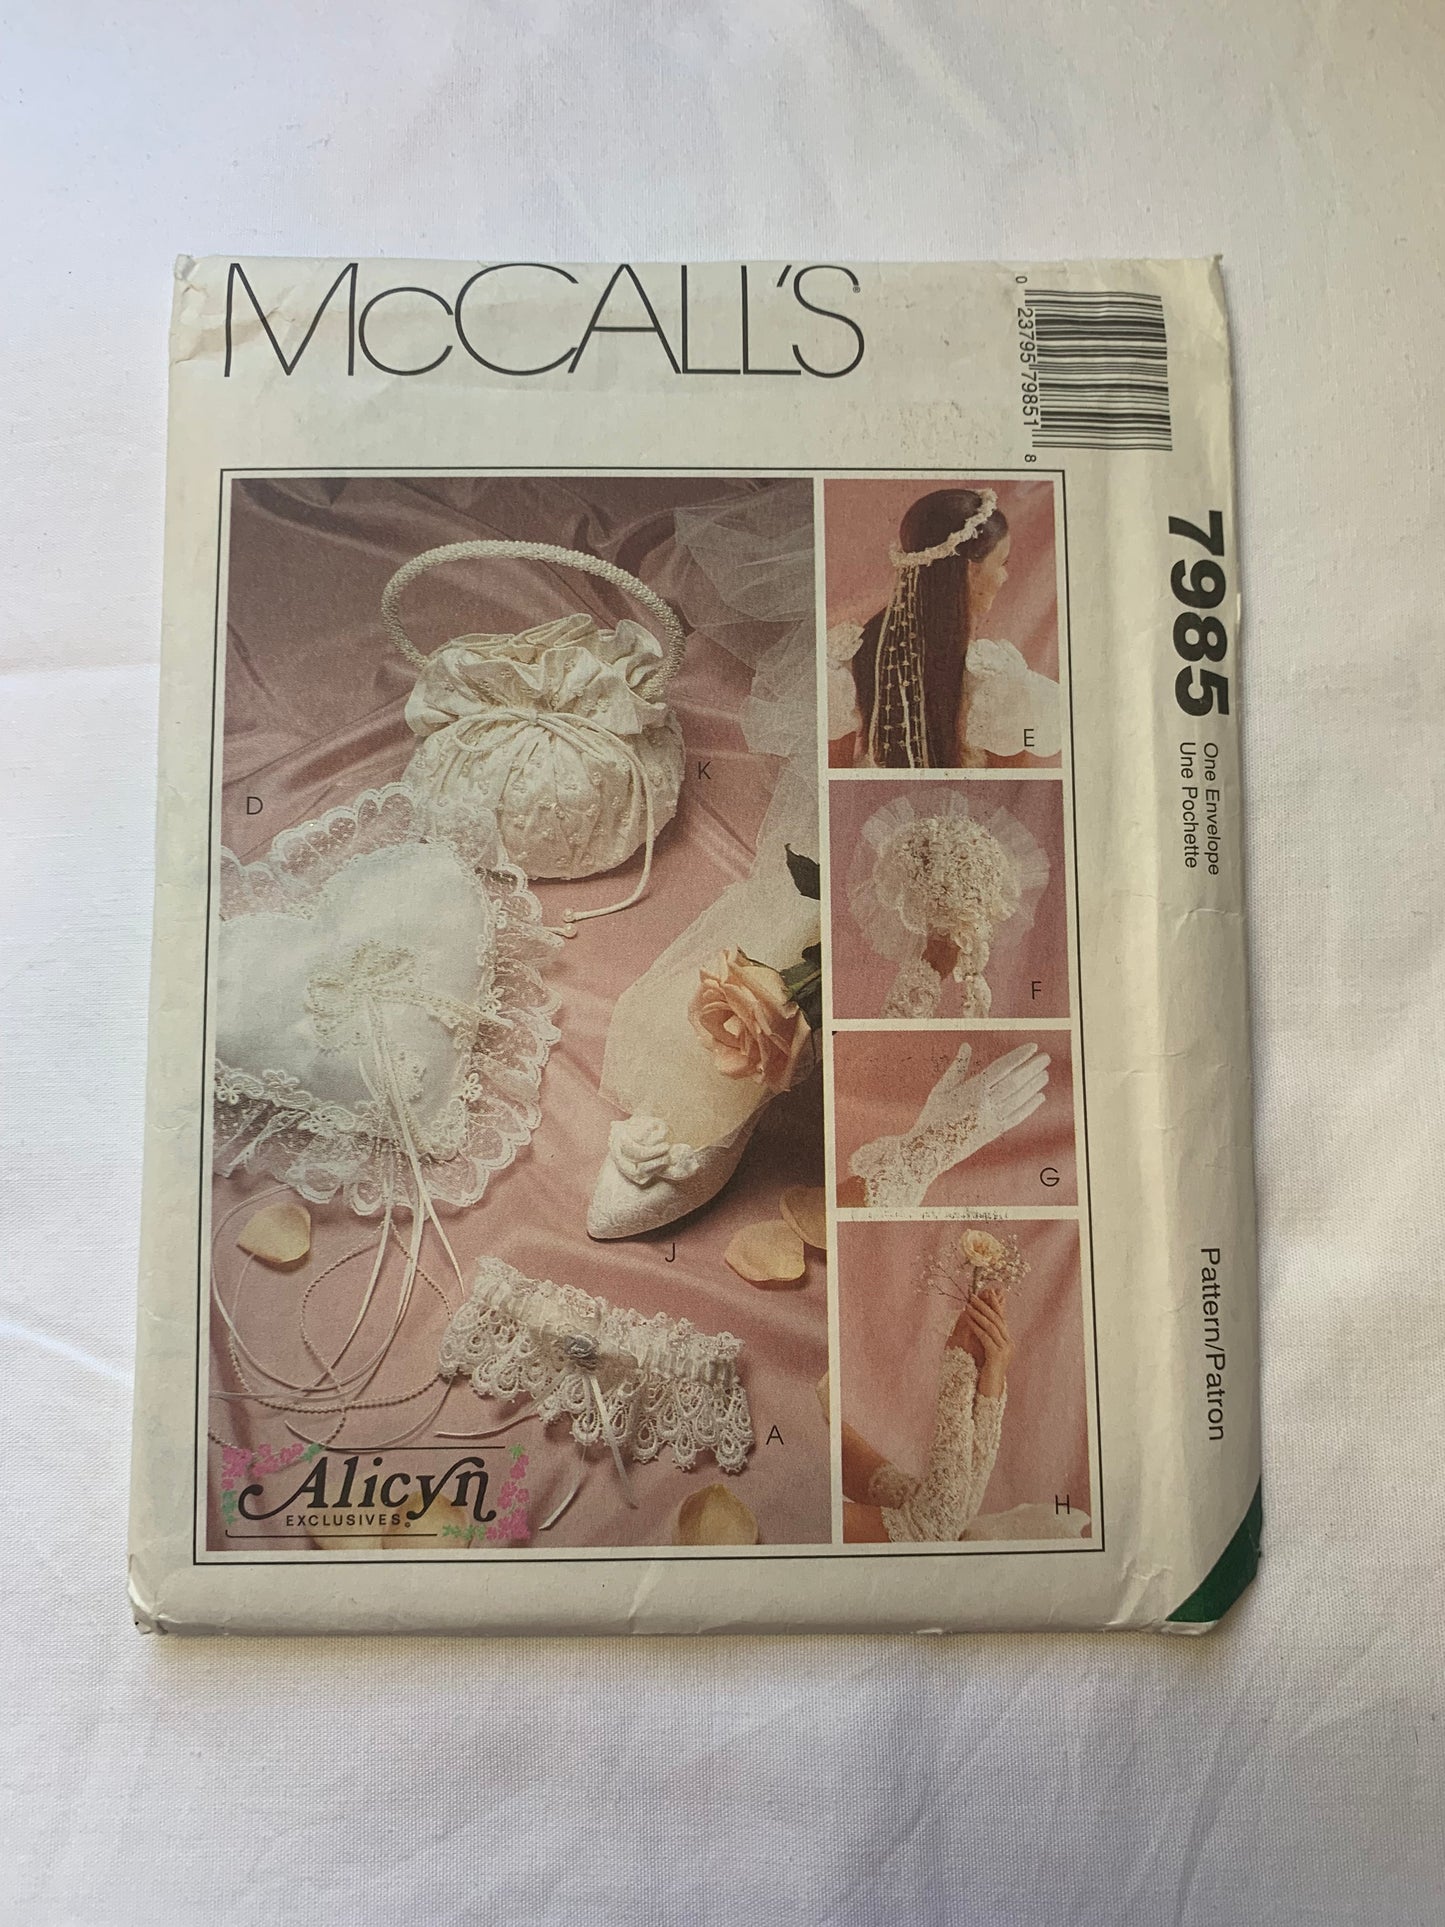 McCALL'S®
0 23795 79851 8
7985
One Envelope
Une Pochette
Pattern/Patron
D
K
J
A
E
F
G
H
Alicyn
EXCLUSIVES®